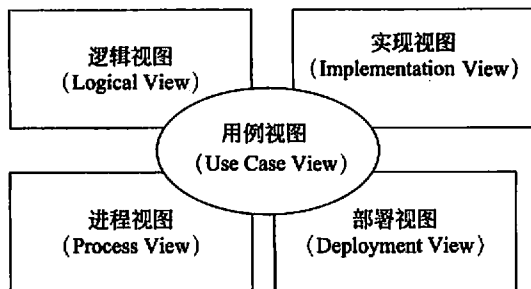 逻辑视图
(Logical View)
实现视图
(Implementation View)
用例视图
(Use Case View)
进程视图
(Process View)
部署视图
(Deployment View)